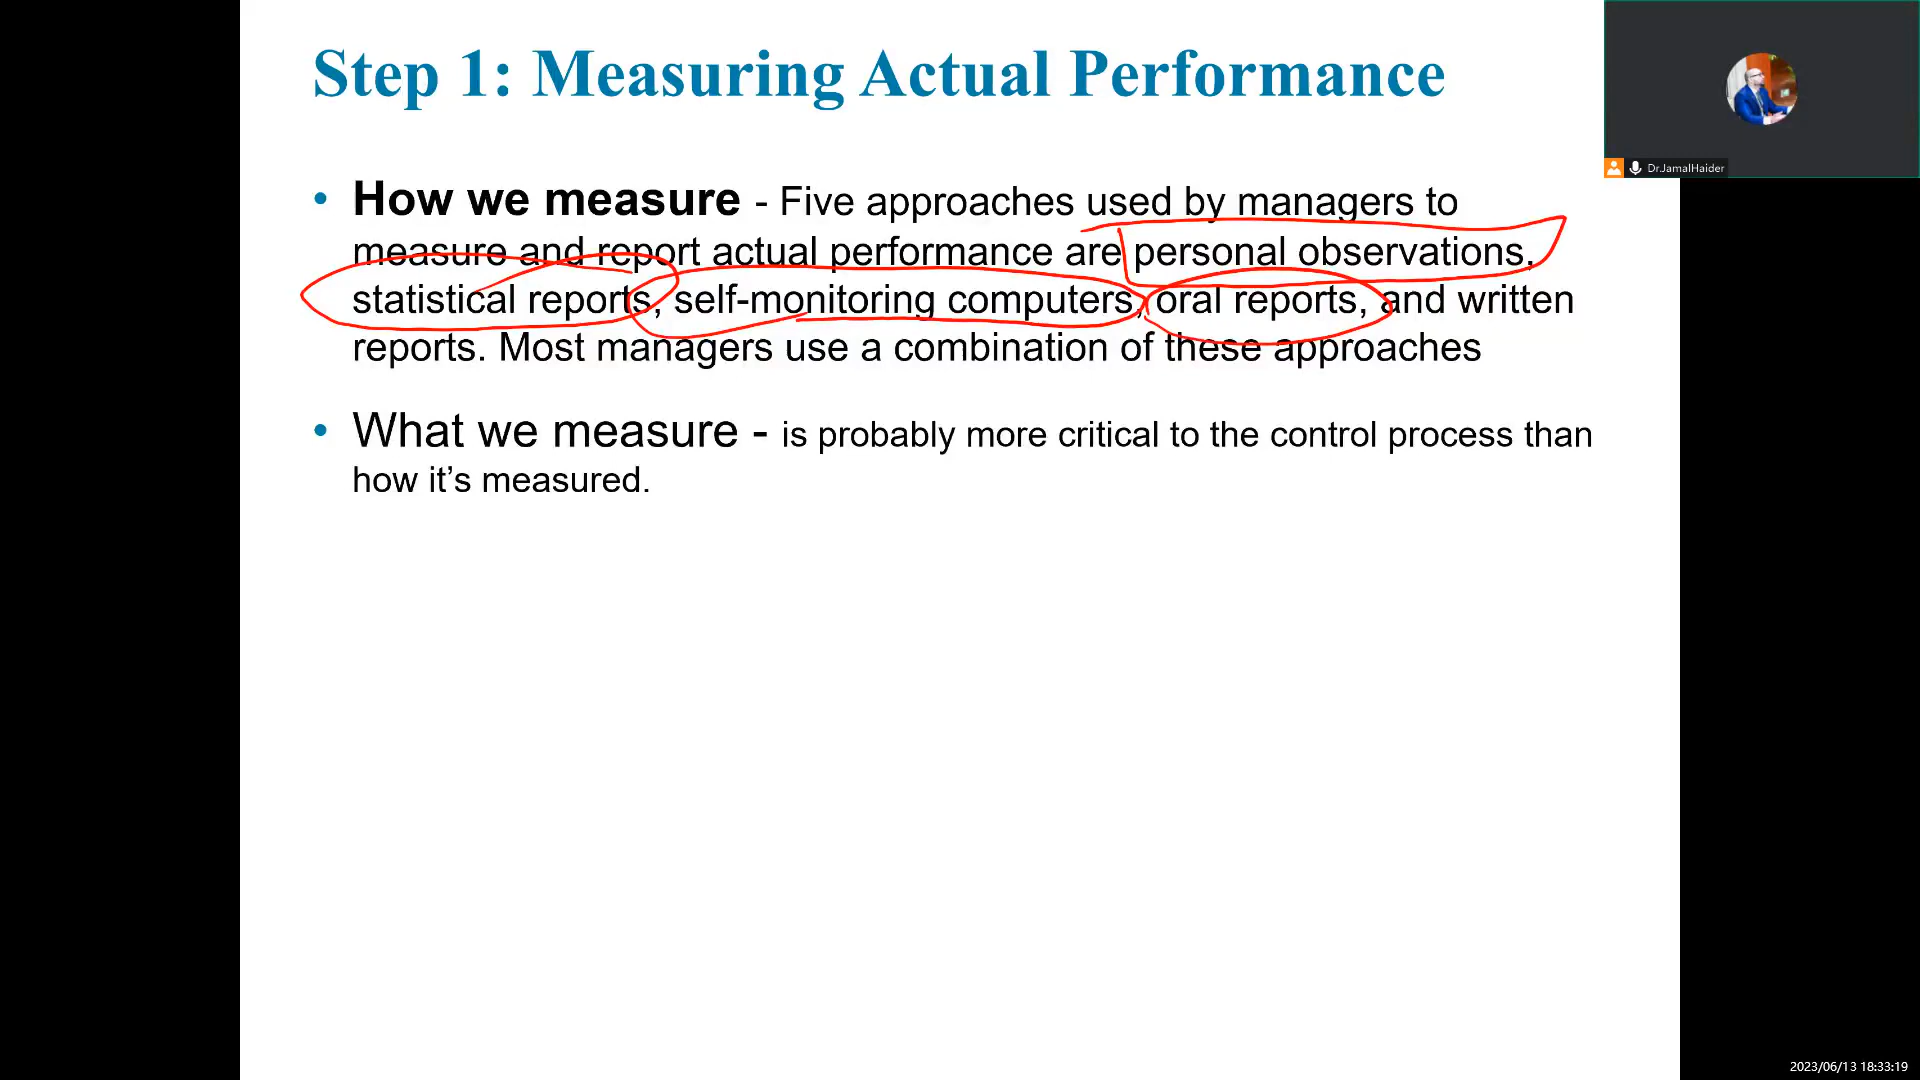 Step 1: Measuring Actual Performance
DrJamalHaider
• How we measure - Five approaches used by managers to
measure and report actual performance are personal observations,
statistical reports, self-monitoring computers, oral reports, and written
reports. Most managers use a combination of these approaches
• What we measure - is probably more critical to the control process than
how it’s measured.
2023/06/13 18:33:19